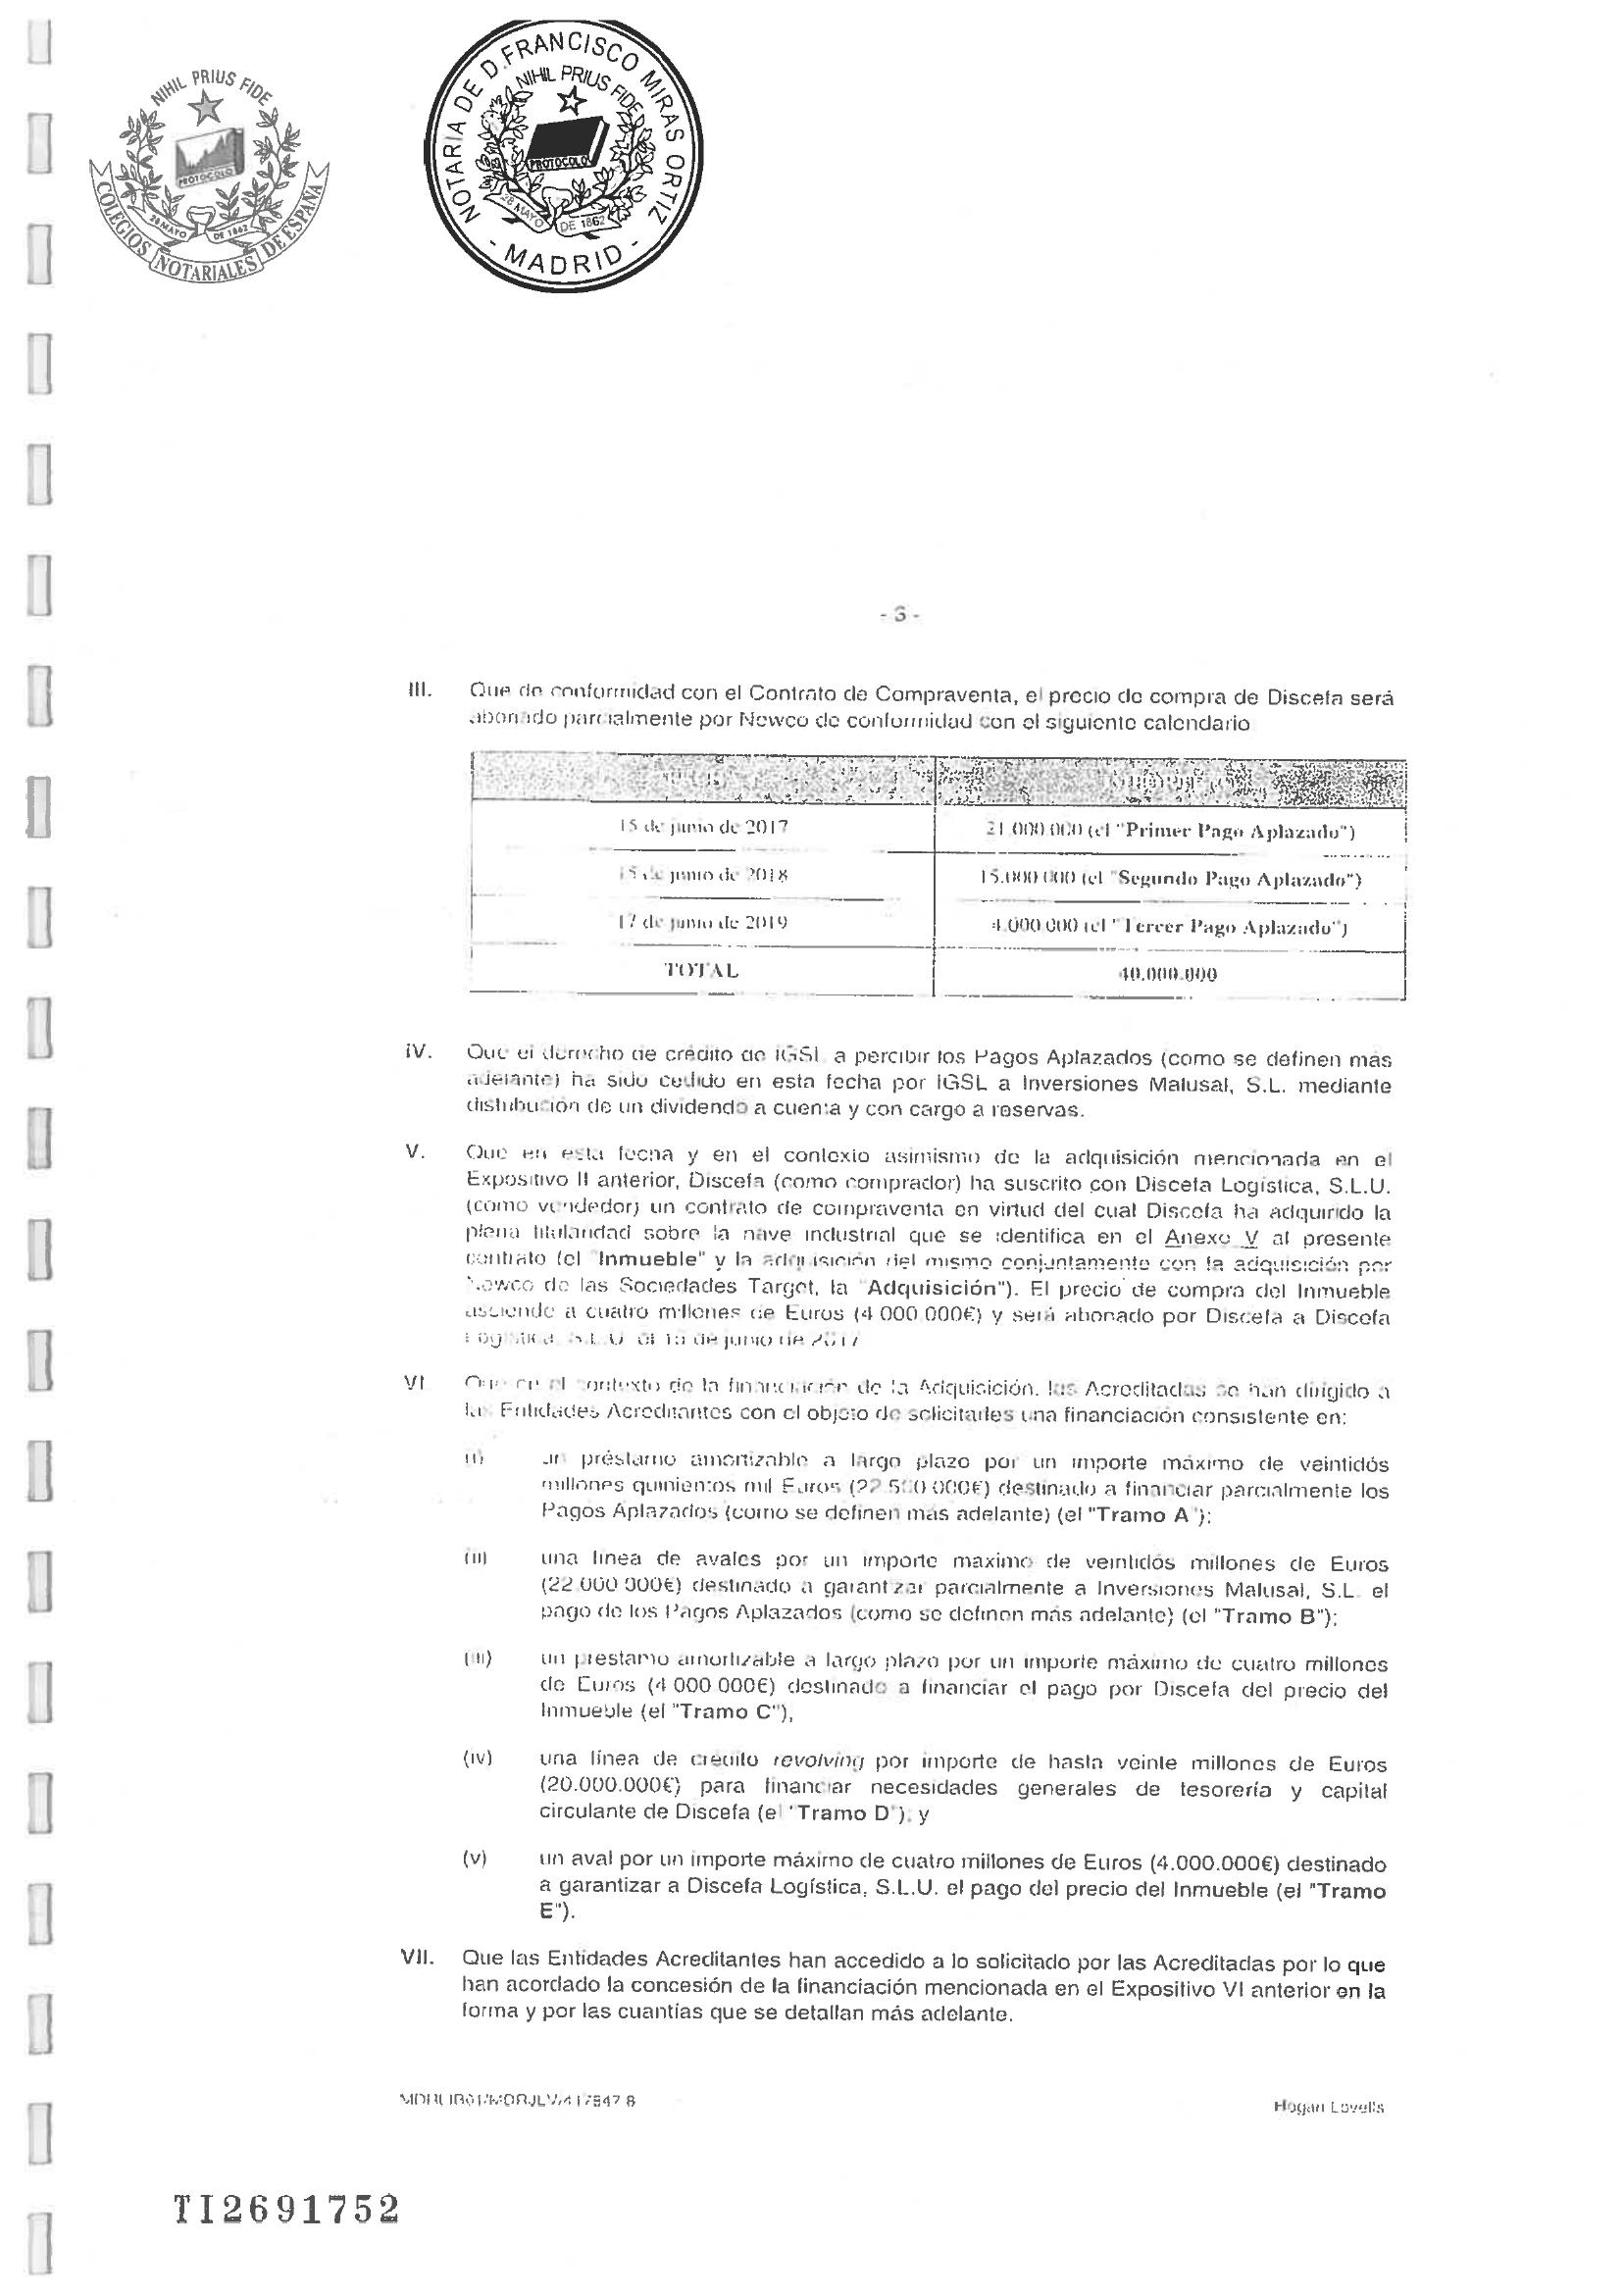 NIHIL PRIUS FIDE
PROTOCOLO
28 MAYO DE 1862
COLEGIOS NOTARIALES DE ESPAÑA
NOTARIA DE D. FRANCISCO MIRAS ORTIZ
NIHIL PRIUS FIDE
PROTOCOLO
28 MAYO DE 1862
- MADRID -
- 3 -
III. Que de conformidad con el Contrato de Compraventa, el precio de compra de Discefa será
abonado parcialmente por Newco de conformidad con el siguiente calendario
15 de junio de 2017 21.000.000 (el "Primer Pago Aplazado")
15 de junio de 2018 15.000.000 (el "Segundo Pago Aplazado")
17 de junio de 2019 4.000.000 (el "Tercer Pago Aplazado")
TOTAL 40.000.000
IV. Que el derecho de crédito de IGSL a percibir los Pagos Aplazados (como se definen más
adelante) ha sido cedido en esta fecha por IGSL a Inversiones Malusal, S.L. mediante
distribución de un dividendo a cuenta y con cargo a reservas.
V. Que en esta fecha y en el contexto asimismo de la adquisición mencionada en el
Expositivo II anterior, Discefa (como comprador) ha suscrito con Discefa Logística, S.L.U.
(como vendedor) un contrato de compraventa en virtud del cual Discefa ha adquirido la
plena titularidad sobre la nave industrial que se identifica en el Anexo V al presente
contrato (el "Inmueble" y la adquisición del mismo conjuntamente con la adquisición por
Newco de las Sociedades Target, la "Adquisición"). El precio de compra del Inmueble
asciende a cuatro millones de Euros (4.000.000€) y será abonado por Discefa a Discefa
Logística, S.L.U. el 15 de junio de 2017
VI Que en el contexto de la financiación de la Adquisición, las Acreditadas se han dirigido a
las Entidades Acreditantes con el objeto de solicitarles una financiación consistente en:
(i) un préstamo amortizable a largo plazo por un importe máximo de veintidós
millones quinientos mil Euros (22.500.000€) destinado a financiar parcialmente los
Pagos Aplazados (como se definen más adelante) (el "Tramo A");
(ii) una línea de avales por un importe máximo de veintidós millones de Euros
(22.000.000€) destinado a garantizar parcialmente a Inversiones Malusal, S.L. el
pago de los Pagos Aplazados (como se definen más adelante) (el "Tramo B");
(iii) un préstamo amortizable a largo plazo por un importe máximo de cuatro millones
de Euros (4.000.000€) destinado a financiar el pago por Discefa del precio del
Inmueble (el "Tramo C"),
(iv) una línea de crédito revolving por importe de hasta veinte millones de Euros
(20.000.000€) para financiar necesidades generales de tesorería y capital
circulante de Discefa (el "Tramo D"); y
(v) un aval por un importe máximo de cuatro millones de Euros (4.000.000€) destinado
a garantizar a Discefa Logística, S.L.U. el pago del precio del Inmueble (el "Tramo
E").
VII. Que las Entidades Acreditantes han accedido a lo solicitado por las Acreditadas por lo que
han acordado la concesión de la financiación mencionada en el Expositivo VI anterior en la
forma y por las cuantías que se detallan más adelante.
Hogan Lovells
TI2691752